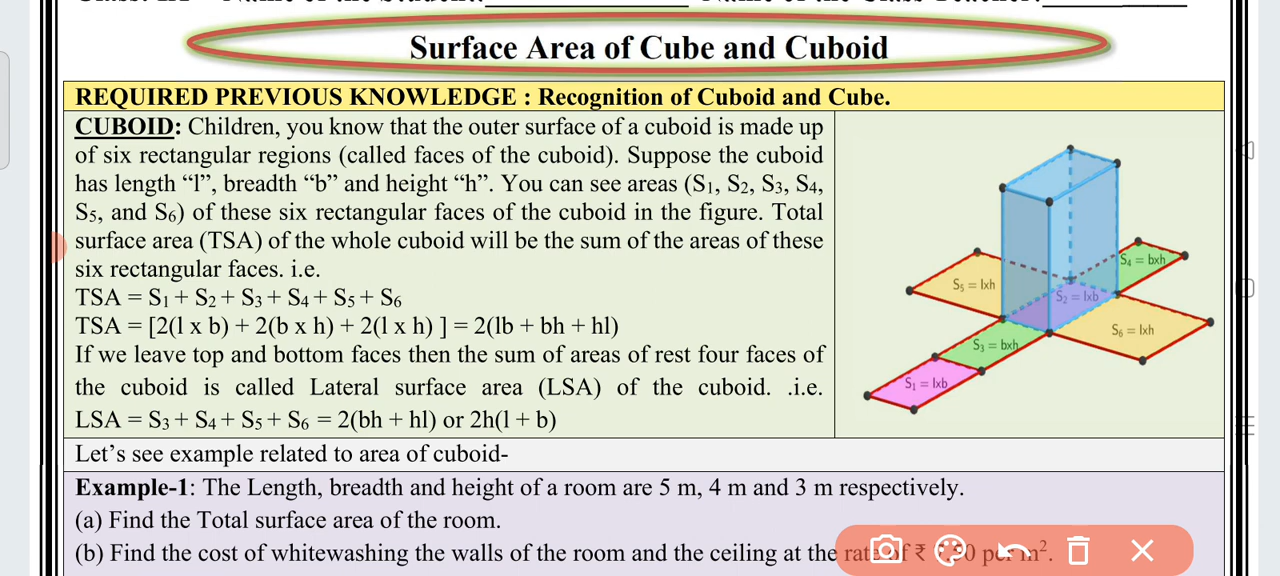 Surface Area of Cube and Cuboid
REQUIRED PREVIOUS KNOWLEDGE : Recognition of Cuboid and Cube.
CUBOID: Children, you know that the outer surface of a cuboid is made up
of six rectangular regions (called faces of the cuboid). Suppose the cuboid
has length “l”, breadth “b” and height “h”. You can see areas (S₁, S₂, S₃, S₄,
S₅, and S₆) of these six rectangular faces of the cuboid in the figure. Total
surface area (TSA) of the whole cuboid will be the sum of the areas of these
six rectangular faces. i.e.
TSA = S₁ + S₂ + S₃ + S₄ + S₅ + S₆
TSA = [2(l x b) + 2(b x h) + 2(l x h) ] = 2(lb + bh + hl)
If we leave top and bottom faces then the sum of areas of rest four faces of
the cuboid is called Lateral surface area (LSA) of the cuboid. .i.e.
LSA = S₃ + S₄ + S₅ + S₆ = 2(bh + hl) or 2h(l + b)
S₄ = bxh
S₅ = lxh
S₂ = lxb
S₆ = lxh
S₃ = bxh
S₁ = lxb
Let’s see example related to area of cuboid-
Example-1: The Length, breadth and height of a room are 5 m, 4 m and 3 m respectively.
(a) Find the Total surface area of the room.
(b) Find the cost of whitewashing the walls of the room and the ceiling at the rate of ₹ per m².